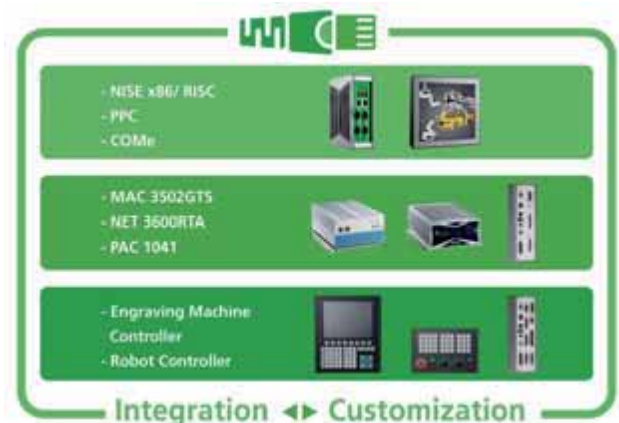 - NISE x86/ RISC
- PPC
- COMe
- MAC 3502GTS
- NET 3600RTA
- PAC 1041
- Engraving Machine
Controller
- Robot Controller
Integration ◂▸ Customization